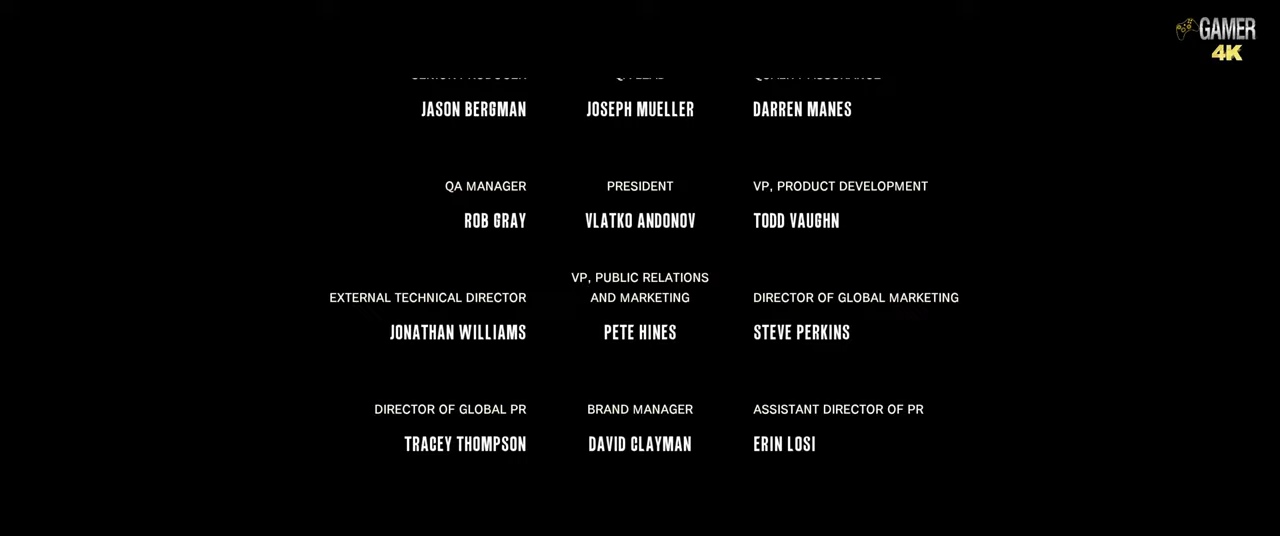 GAMER
4K
JASON BERGMAN JOSEPH MUELLER DARREN MANES
QA MANAGER PRESIDENT VP, PRODUCT DEVELOPMENT
ROB GRAY VLATKO ANDONOV TODD VAUGHN
VP, PUBLIC RELATIONS
EXTERNAL TECHNICAL DIRECTOR AND MARKETING DIRECTOR OF GLOBAL MARKETING
JONATHAN WILLIAMS PETE HINES STEVE PERKINS
DIRECTOR OF GLOBAL PR BRAND MANAGER ASSISTANT DIRECTOR OF PR
TRACEY THOMPSON DAVID CLAYMAN ERIN LOSI